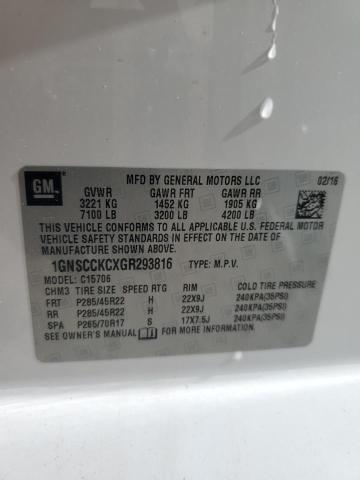 GM
MFD BY GENERAL MOTORS LLC 02/16
GVWR GAWR FRT GAWR RR
3221 KG 1452 KG 1905 KG
7100 LB 3200 LB 4200 LB
THIS VEHICLE CONFORMS TO ALL APPLICABLE U.S. FEDERAL
MOTOR VEHICLE SAFETY STANDARDS IN EFFECT ON THE DATE OF
MANUFACTURE SHOWN ABOVE.
1GNSCCKCXGR293816 TYPE: M.P.V.
MODEL: C15706
CHM3 TIRE SIZE SPEED RIM COLD TIRE PRESSURE
FRT P285/45R22 H 22X9J 240KPA(35PSI)
RR P285/45R22 H 22X9J 240KPA(35PSI)
SPA P265/70R17 S 17X7.5J 240KPA(35PSI)
SEE OWNER'S MANUAL